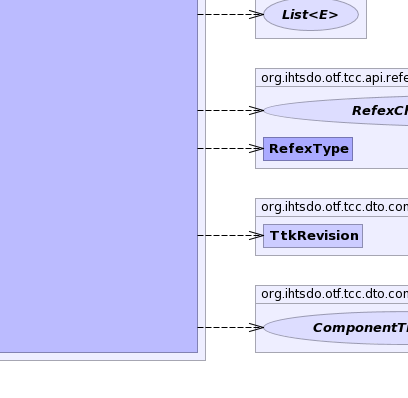 List<E>
org.ihtsdo.otf.tcc.api.refe
RefexCh
RefexType
org.ihtsdo.otf.tcc.dto.com
TtkRevision
org.ihtsdo.otf.tcc.dto.com
ComponentTi